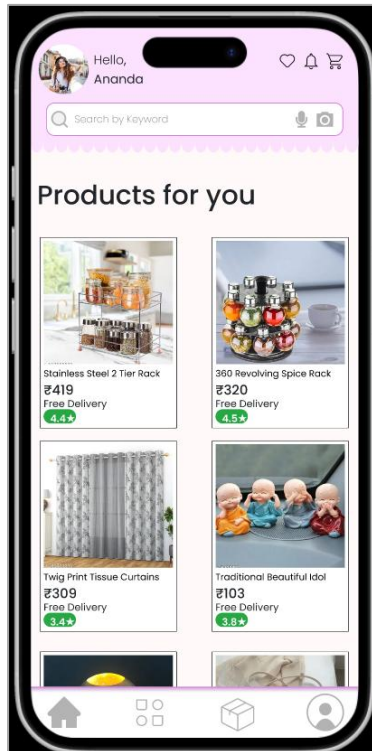 Hello,
Ananda
Search by Keyword
Products for you
Stainless Steel 2 Tier Rack
₹419
Free Delivery
4.4★
360 Revolving Spice Rack
₹320
Free Delivery
4.5★
Twig Print Tissue Curtains
₹309
Free Delivery
3.4★
Traditional Beautiful Idol
₹103
Free Delivery
3.8★